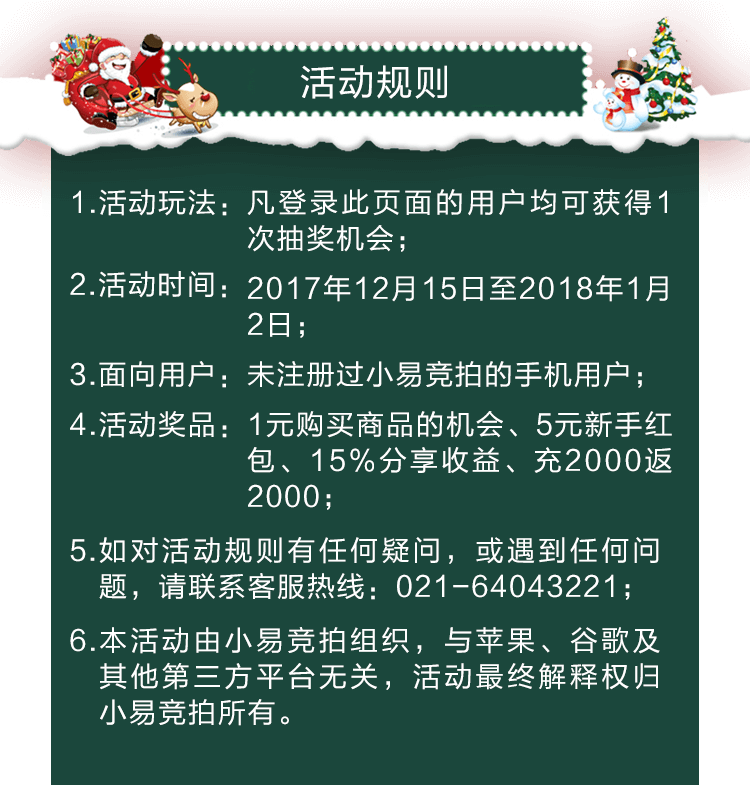 活动规则
1.活动玩法：凡登录此页面的用户均可获得1
次抽奖机会；
2.活动时间：2017年12月15日至2018年1月
2日；
3.面向用户：未注册过小易竞拍的手机用户；
4.活动奖品：1元购买商品的机会、5元新手红
包、15%分享收益、充2000返
2000；
5.如对活动规则有任何疑问，或遇到任何问
题，请联系客服热线：021-64043221；
6.本活动由小易竞拍组织，与苹果、谷歌及
其他第三方平台无关，活动最终解释权归
小易竞拍所有。